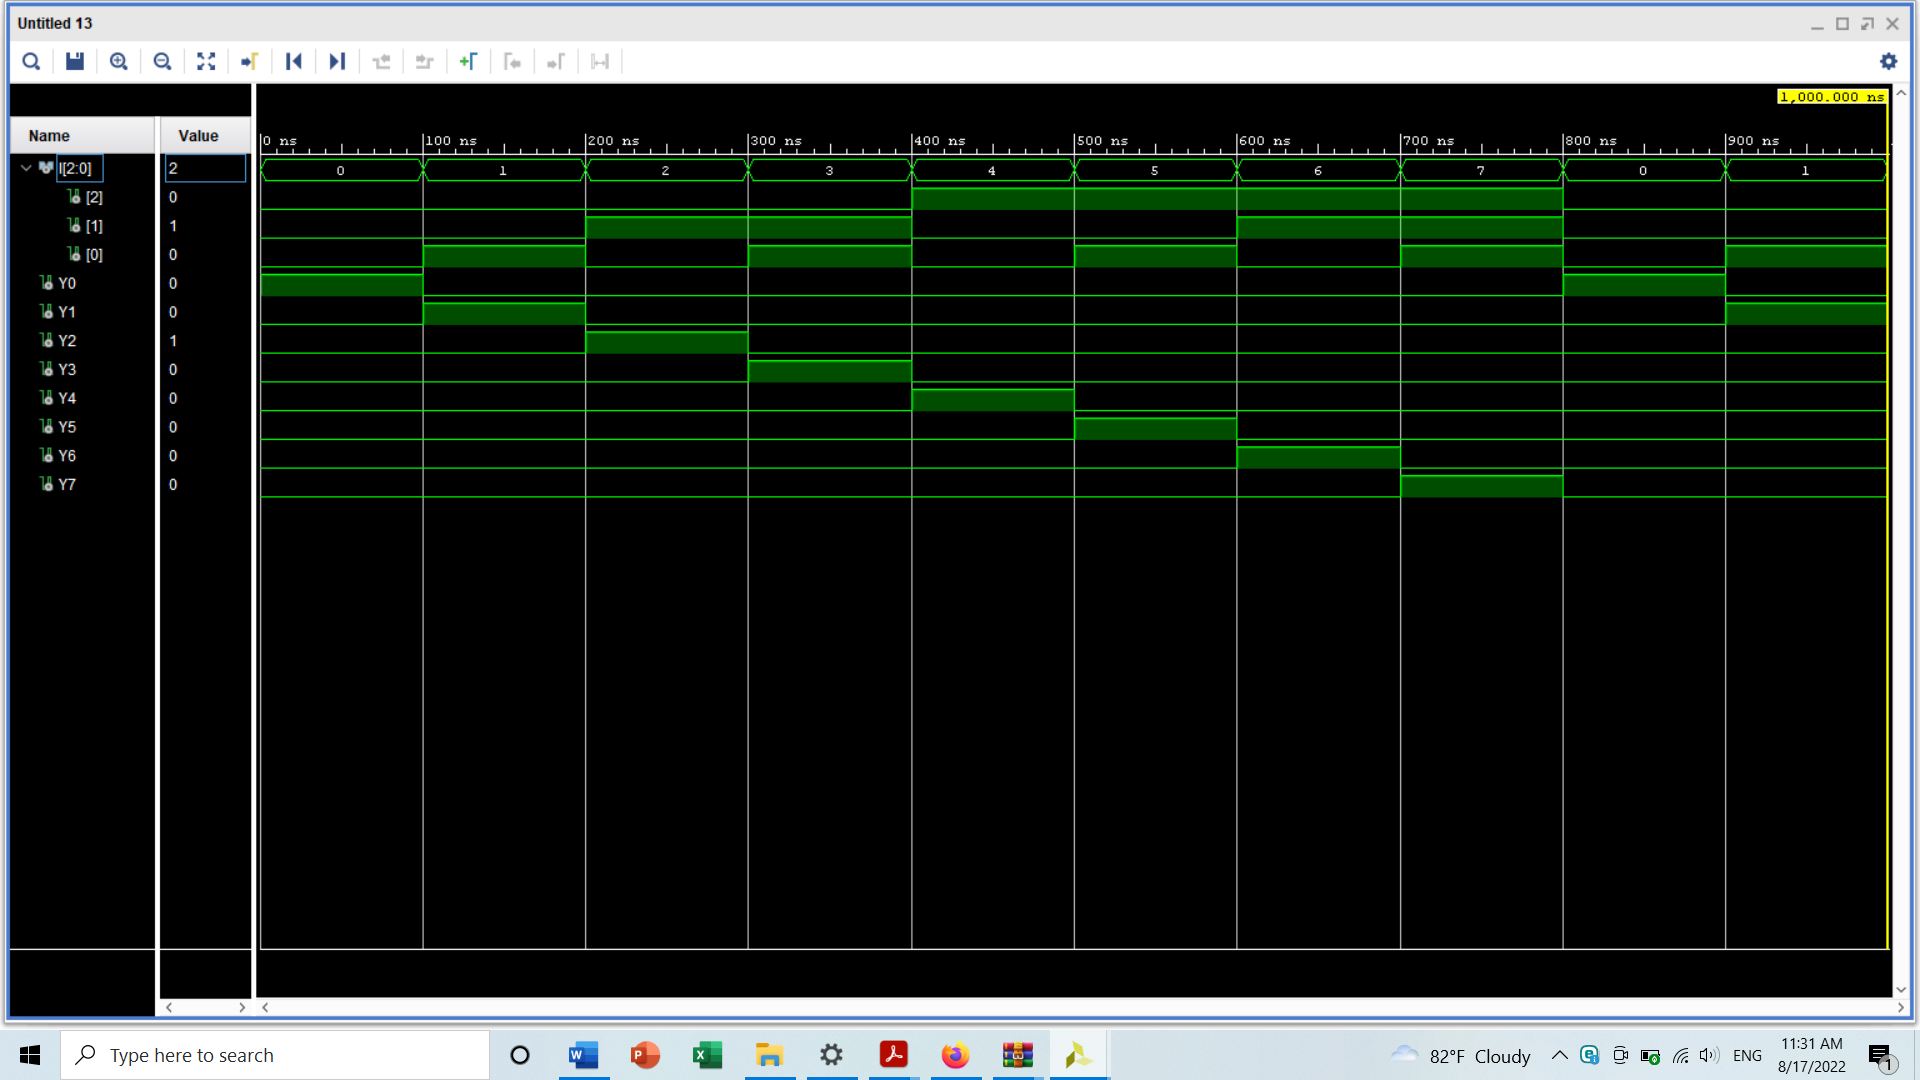 Untitled 13
1,000.000 ns
Name Value
0 ns 100 ns 200 ns 300 ns 400 ns 500 ns 600 ns 700 ns 800 ns 900 ns
I[2:0] 2 0 1 2 3 4 5 6 7 0 1
[2] 0
[1] 1
[0] 0
Y0 0
Y1 0
Y2 1
Y3 0
Y4 0
Y5 0
Y6 0
Y7 0
Type here to search
82°F Cloudy
ENG
11:31 AM
8/17/2022
1